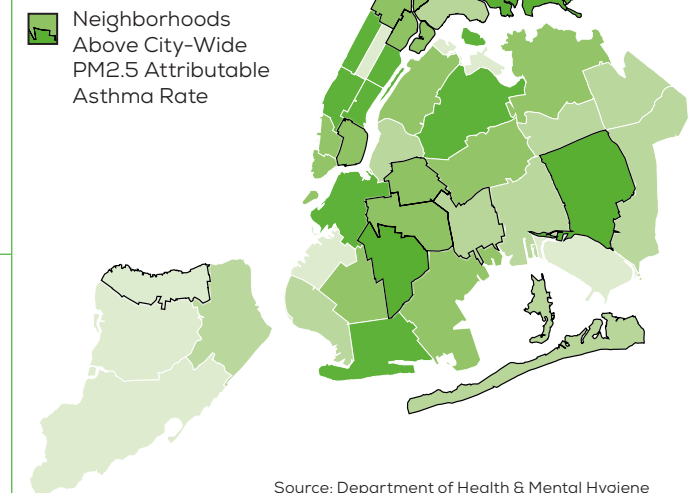 Neighborhoods
Above City-Wide
PM2.5 Attributable
Asthma Rate
Source: Department of Health & Mental Hygiene